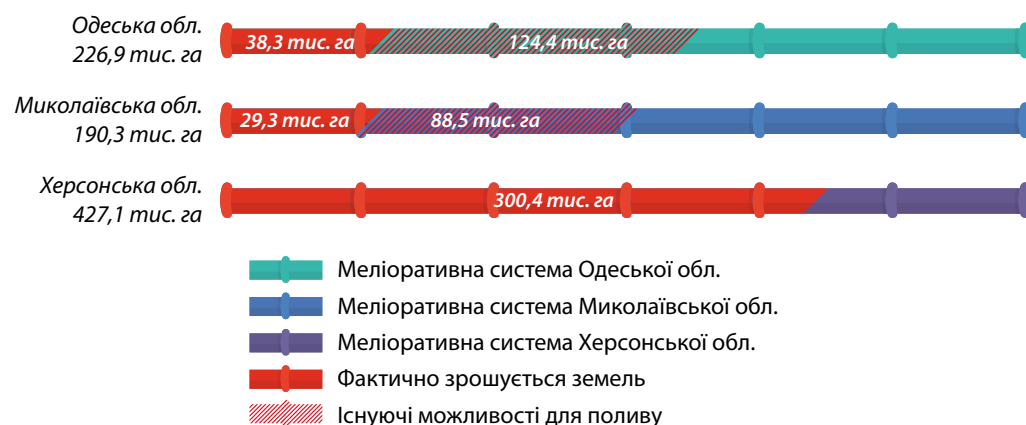 Одеська обл.
226,9 тис. га
38,3 тис. га
124,4 тис. га
Миколаївська обл.
190,3 тис. га
29,3 тис. га
88,5 тис. га
Херсонська обл.
427,1 тис. га
300,4 тис. га
Меліоративна система Одеської обл.
Меліоративна система Миколаївської обл.
Меліоративна система Херсонської обл.
Фактично зрошується земель
Існуючі можливості для поливу